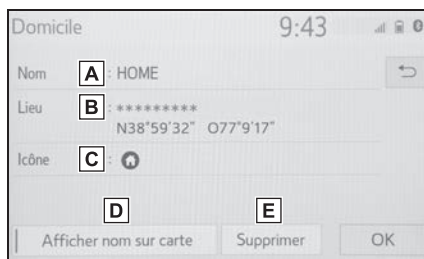 Domicile 9:43
Nom A : HOME
Lieu B : *********
N38°59'32" O77°9'17"
Icône C :
D E
Afficher nom sur carte Supprimer OK